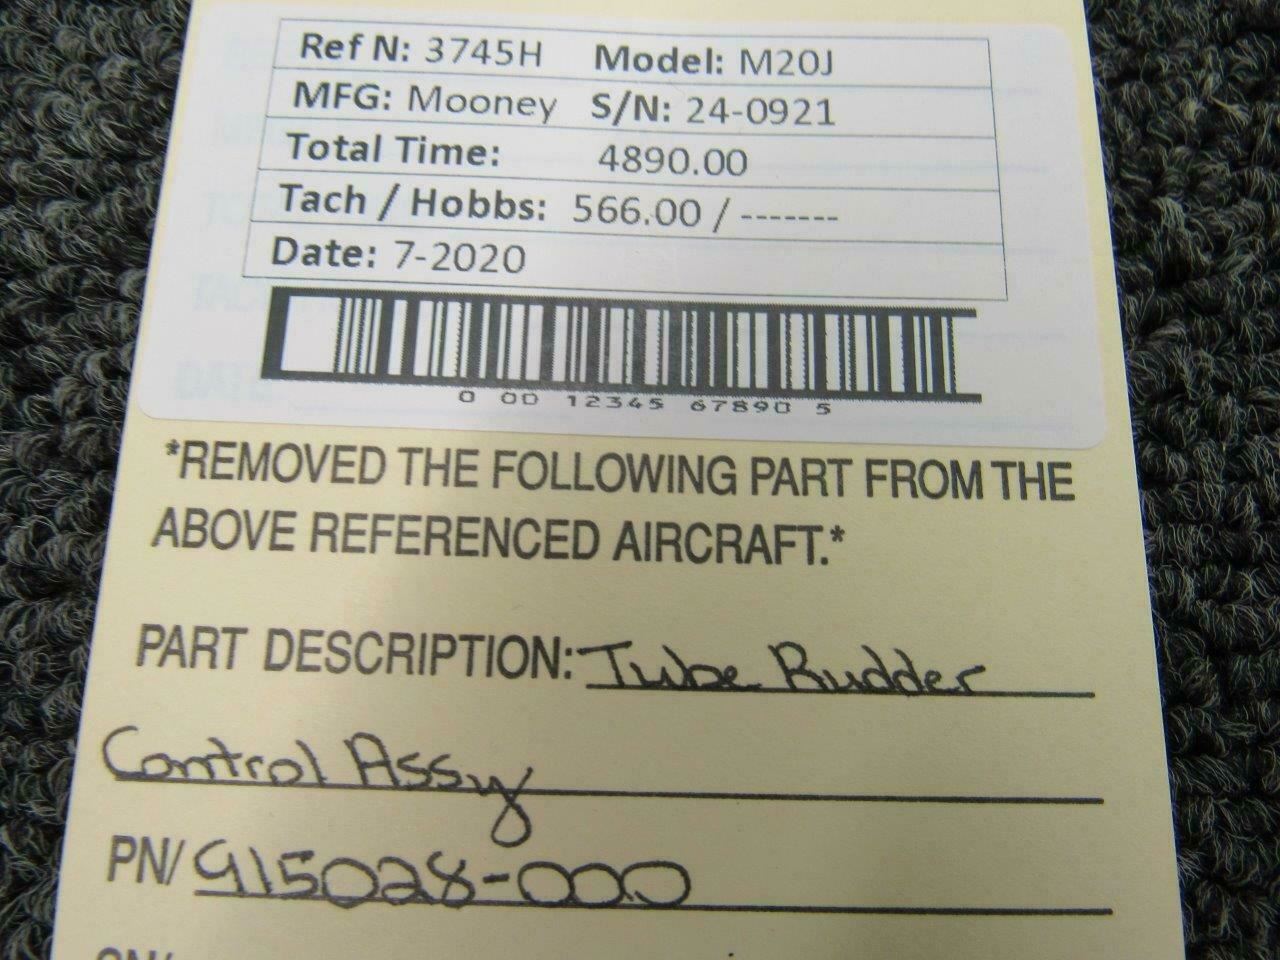 Ref N: 3745H Model: M20J
MFG: Mooney S/N: 24-0921
Total Time: 4890.00
Tach / Hobbs: 566.00 / -------
Date: 7-2020
0 00 12345 67890 5
*REMOVED THE FOLLOWING PART FROM THE
ABOVE REFERENCED AIRCRAFT.*
PART DESCRIPTION: Tube Rudder
Control Assy
PN/ 915028-000